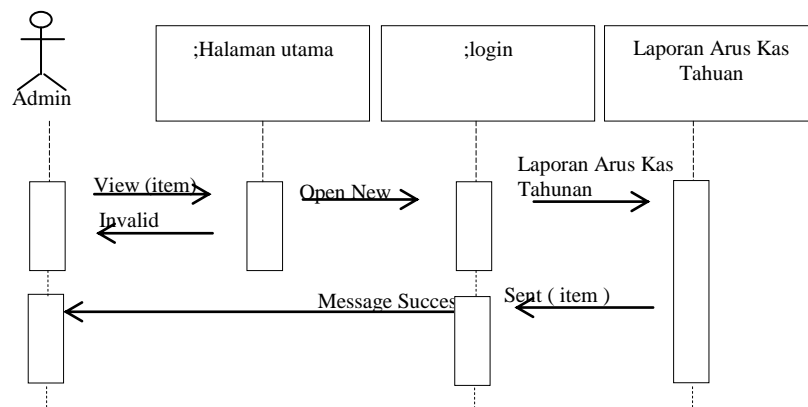 ;Halaman utama
;login
Laporan Arus Kas
Tahuan
Admin
View (item)
Open New
Laporan Arus Kas
Tahunan
Invalid
Message Succes
Sent ( item )